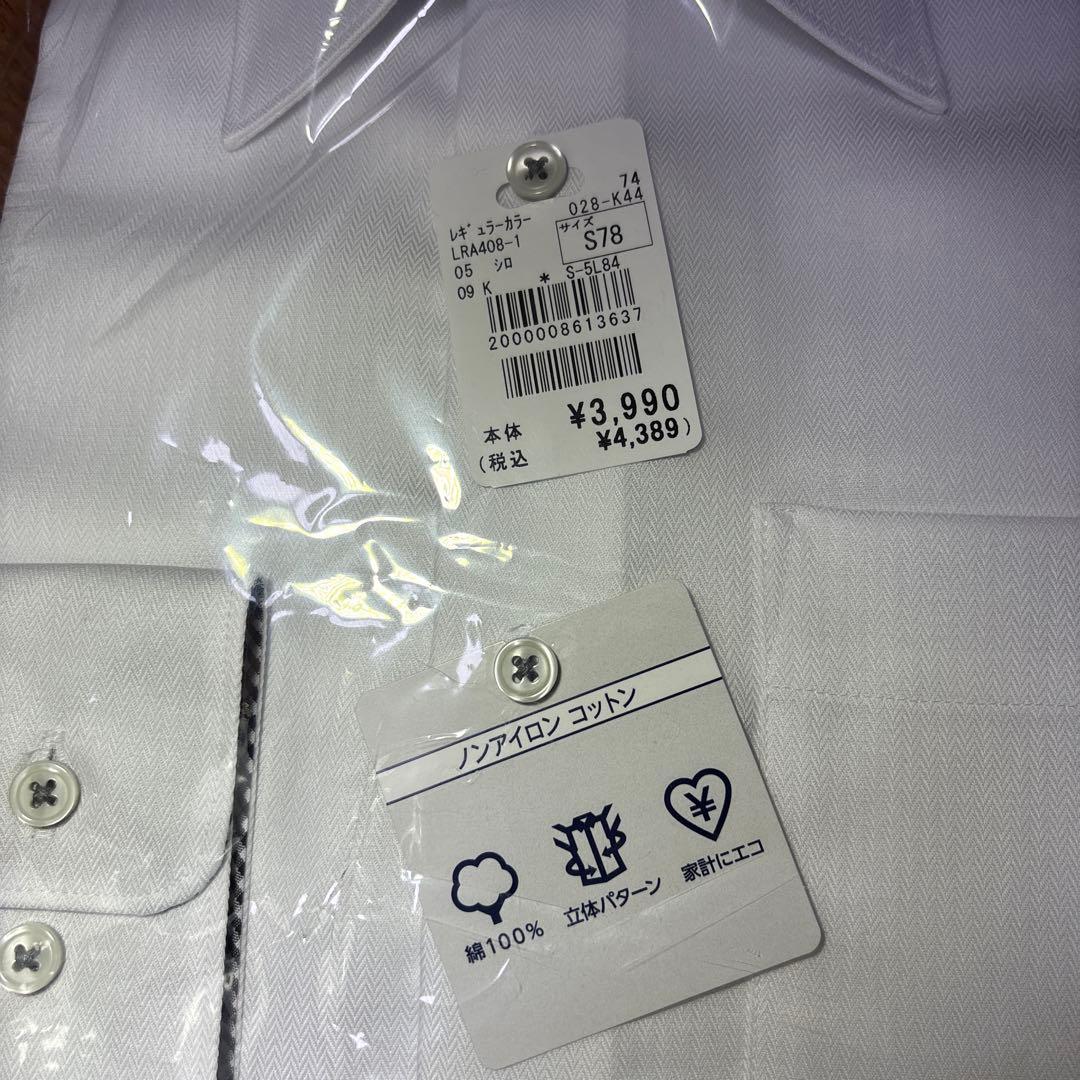 74
028-K44
レギュラーカラー
サイズ
LRA408-1
S78
05 シロ
09 K * S-5L84
2000008613637
本体 ¥3,990
(税込 ¥4,389)
ノンアイロン コットン
¥
綿100%
立体パターン
家計にエコ